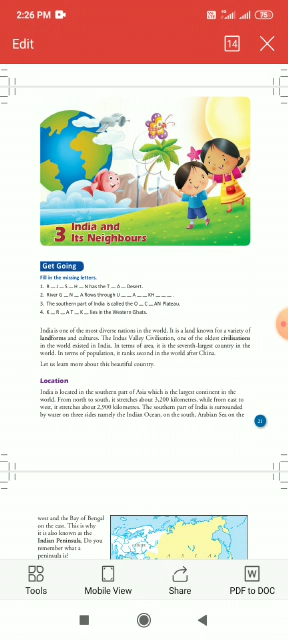 2:26 PM
75
Edit
14
3 India and
Its Neighbours
Get Going
Fill in the missing letters.
1. R _ J _ S _ H _ N has the T _ A _ Desert.
2. River G _ N _ A flows through U _ _ A _ _ KH _ _ _.
3. The southern part of India is called the D _ C _ AN Plateau.
4. K _ R _ AT _ K _ lies in the Western Ghats.
India is one of the most diverse nations in the world. It is a land known for a variety of
landforms and cultures. The Indus Valley Civilisation, one of the oldest civilisations
in the world existed in India. In terms of area, it is the seventh-largest country in the
world. In terms of population, it ranks second in the world after China.
Let us learn more about this beautiful country.
Location
India is located in the southern part of Asia which is the largest continent in the
world. From north to south, it stretches about 3,200 kilometres, while from east to
west, it stretches about 2,900 kilometres. The southern part of India is surrounded
by water on three sides namely the Indian Ocean, on the south, Arabian Sea on the
21
west and the Bay of Bengal
on the east. This is why
it is also known as the
Indian Peninsula. Do you
remember what a
peninsula is?
Tools
Mobile View
Share
W
PDF to DOC